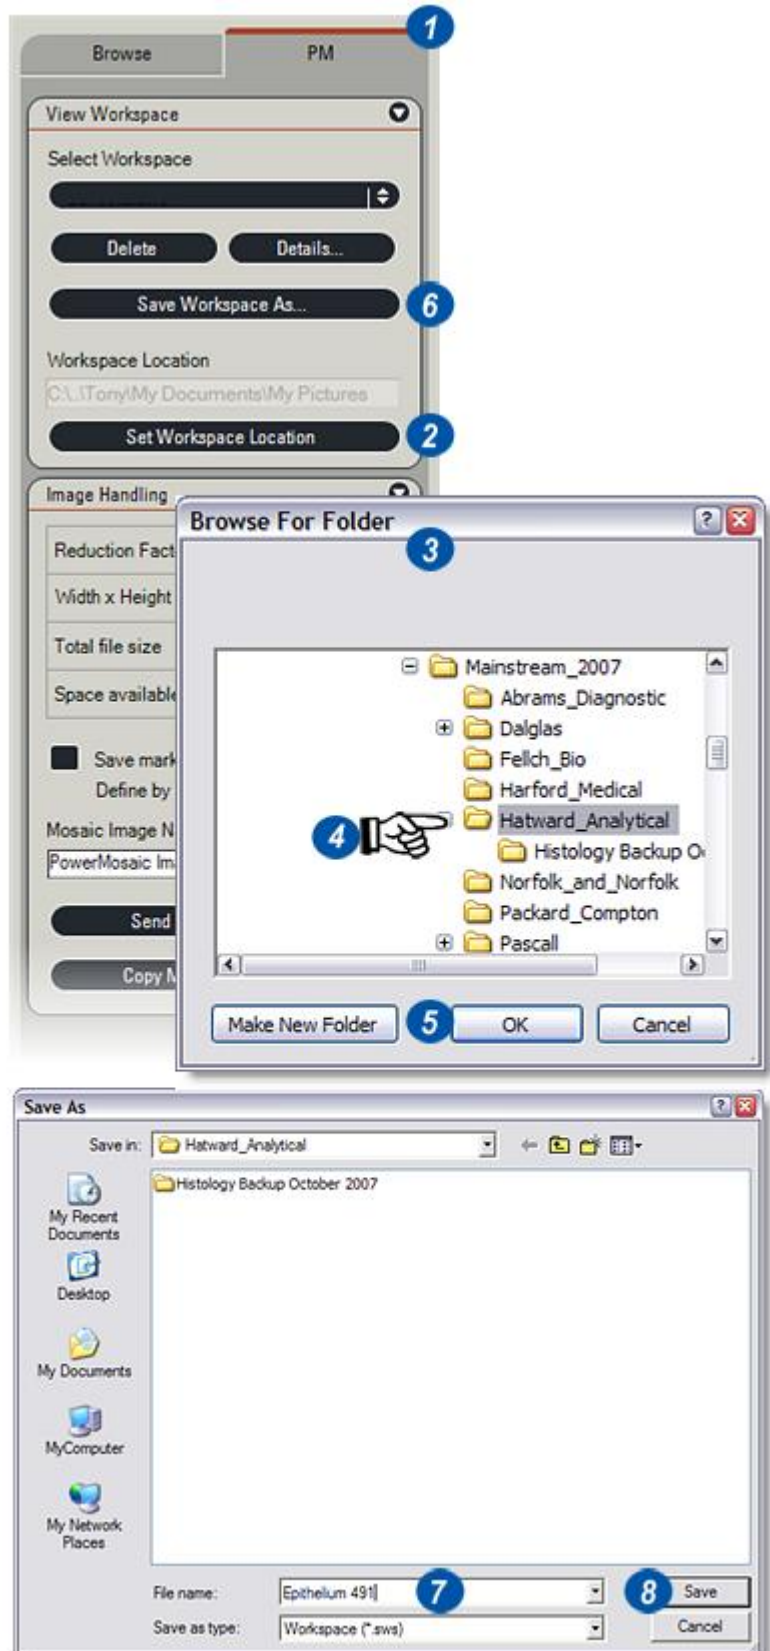 1
Browse PM
View Workspace
Select Workspace
Delete Details...
Save Workspace As... 6
Workspace Location
C:\..\Tony\My Documents\My Pictures
Set Workspace Location 2
Image Handling
Browse For Folder
3
Reduction Fact
Width x Height
Total file size
Space available
Save mark
Define by
Mosaic Image N
PowerMosaic Im
Send
Copy M
Mainstream_2007
Abrams_Diagnostic
Dalglas
Fellch_Bio
Harford_Medical
4 Hatward_Analytical
Histology Backup O
Norfolk_and_Norfolk
Packard_Compton
Pascall
Make New Folder 5 OK Cancel
Save As
Save in: Hatward_Analytical
Histology Backup October 2007
My Recent
Documents
Desktop
My Documents
MyComputer
My Network
Places
File name: Epithelium 491 7 8 Save
Save as type: Workspace (*.sws) Cancel